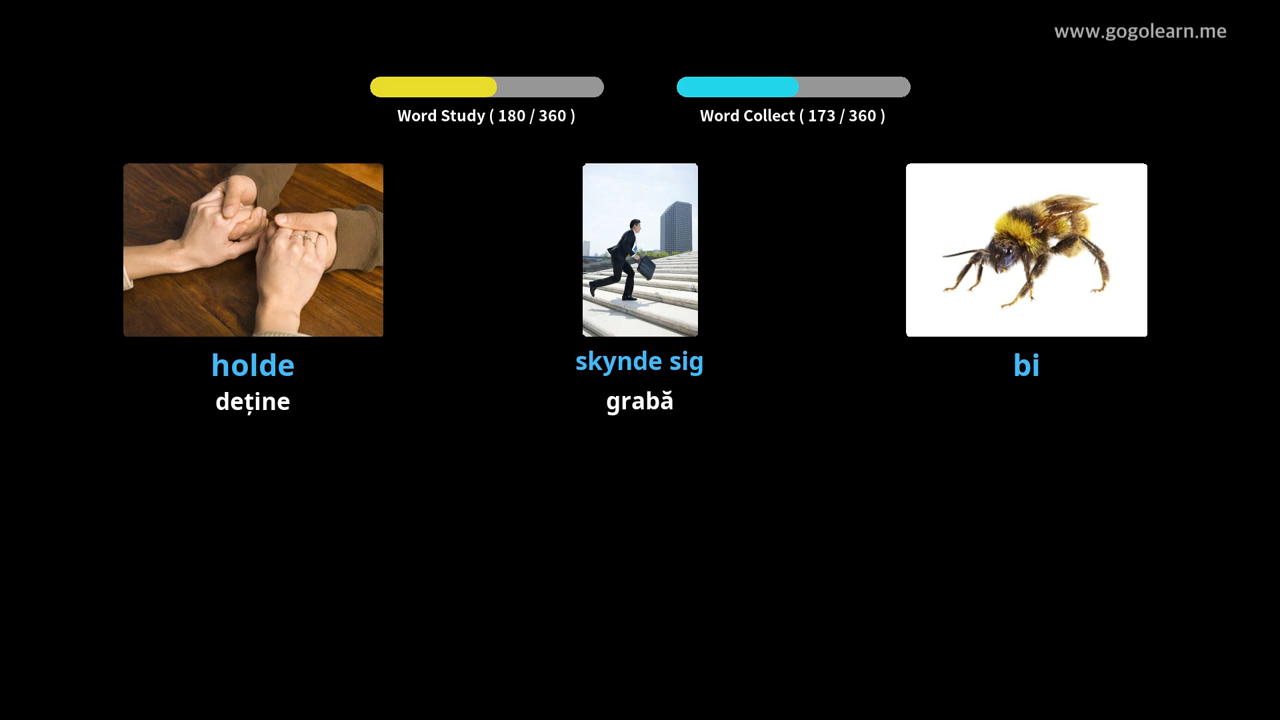 www.gogolearn.me
Word Study ( 180 / 360 )
Word Collect ( 173 / 360 )
holde
deține
skynde sig
grabă
bi